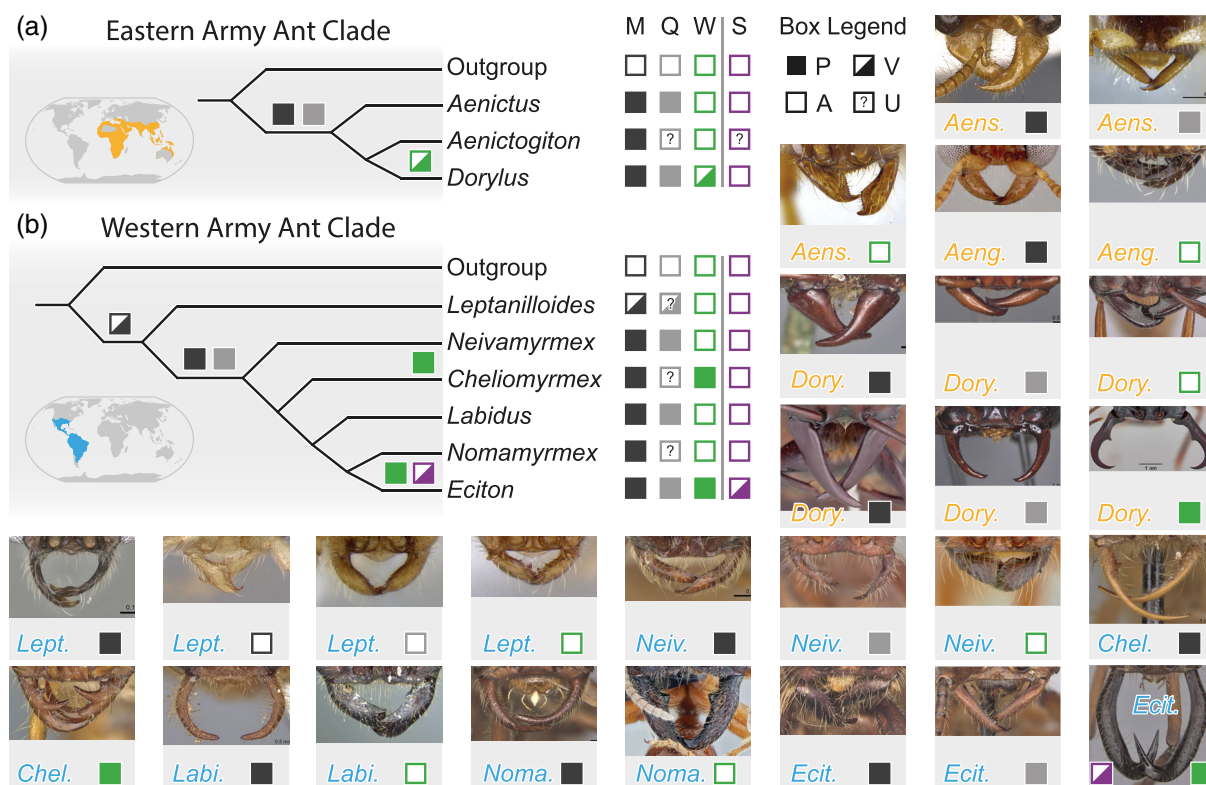 (a)
Eastern Army Ant Clade
M Q W S
Box Legend
P V
A U
?
Outgroup
Aenictus
Aenictogiton
? ?
Dorylus
(b)
Western Army Ant Clade
Outgroup
Leptanilloides
?
Neivamyrmex
Cheliomyrmex
?
Labidus
Nomamyrmex
?
Eciton
Aens.
Aens.
Aens.
Aeng.
Aeng.
Dory.
Dory.
Dory.
Dory.
Dory.
1 nm
Dory.
Lept.
Lept.
Lept.
Lept.
Neiv.
Neiv.
Neiv.
Chel.
Chel.
Labi.
Labi.
Noma.
Noma.
Ecit.
Ecit.
Ecit.